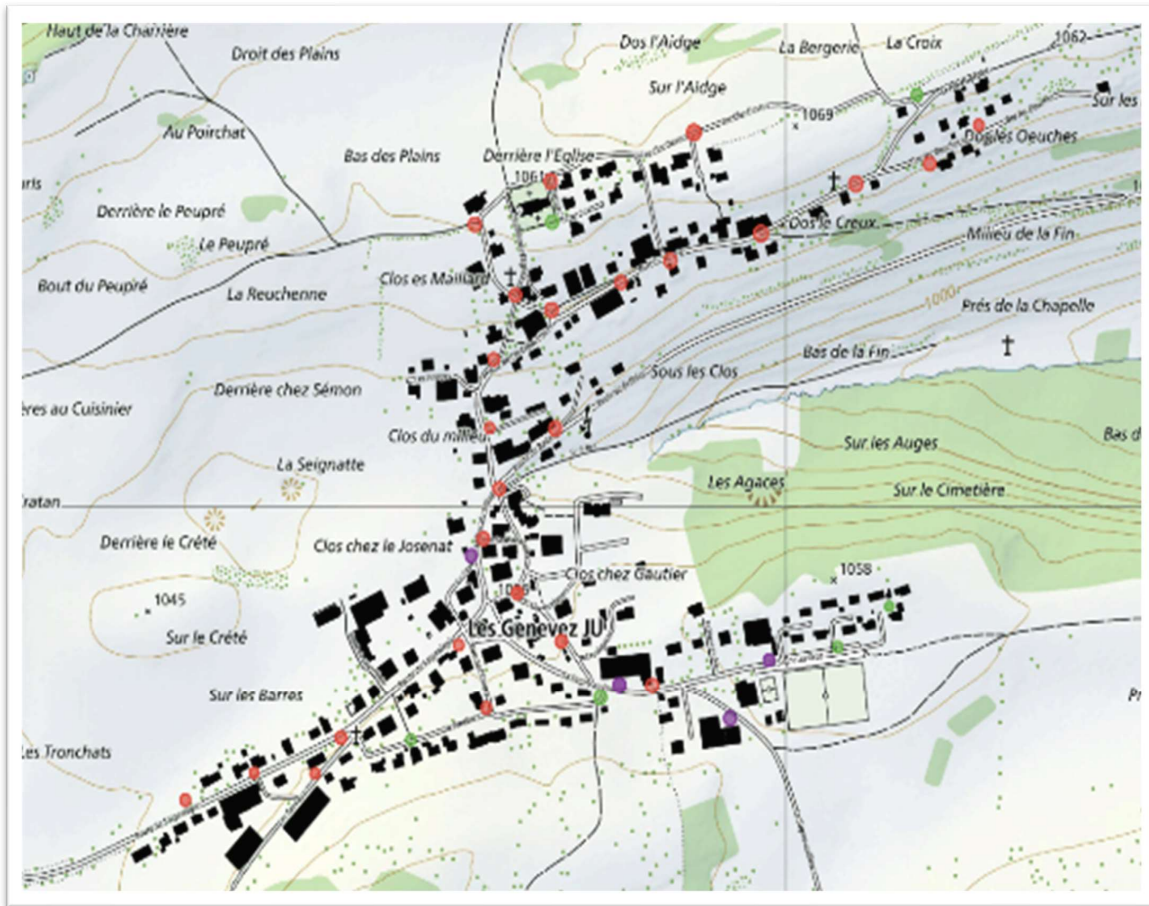 Haut de la Charrière
Droit des Plains
Dos l'Aidge
La Bergerie
La Croix
1062
Sur l'Aidge
Sur les
1069
Au Poirchat
Dos les Oeuches
Bas des Plains
Derrière l'Eglise
1061
uris
Derrière le Peupré
Dos le Creux
Milieu de la Fin
Le Peupré
Clos es Maillard
Bout du Peupré
La Reuchenne
1000
Prés de la Chapelle
Bas de la Fin
Sous les Clos
Derrière chez Sémon
ères au Cuisinier
Clos du milieu
Sur les Auges
Bas d
La Seignatte
Les Agaces
Sur le Cimetière
ratan
Derrière le Crété
Clos chez le Josenat
Clos chez Gautier
1058
1045
Sur le Crété
Les Genevez JU
Sur les Barres
Pr
Les Tronchats